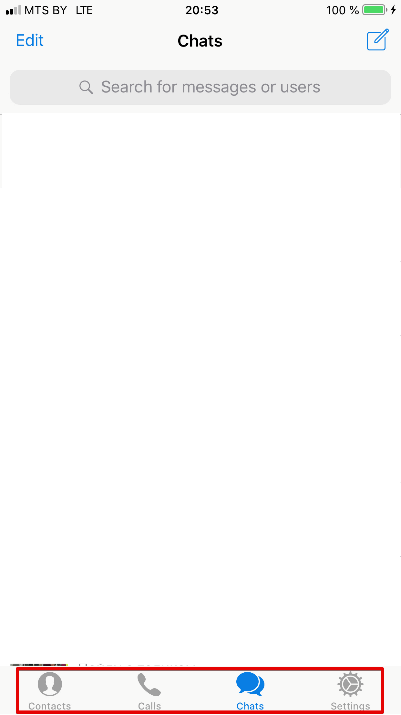 MTS BY LTE 20:53 100 %
Edit Chats
Search for messages or users
Contacts Calls Chats Settings